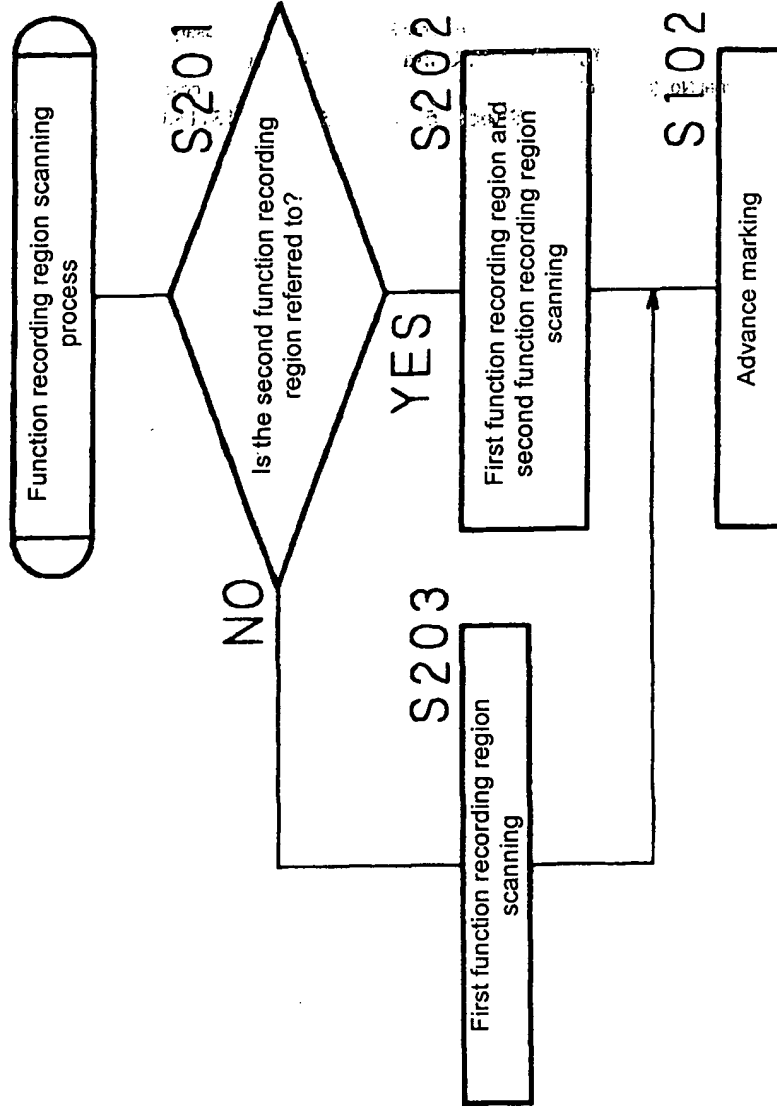 Function recording region scanning
process
S201
Is the second function recording
region referred to?
NO
YES
S203
First function recording region
scanning
S202
First function recording region and
second function recording region
scanning
S102
Advance marking